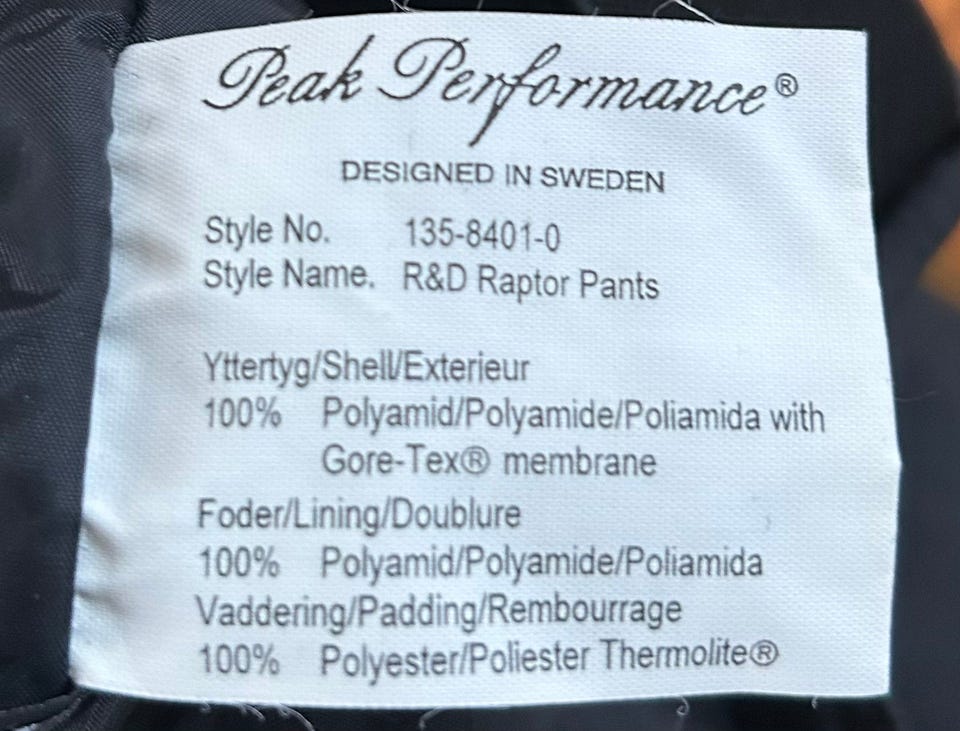 Peak Performance®
DESIGNED IN SWEDEN
Style No. 135-8401-0
Style Name. R&D Raptor Pants
Yttertyg/Shell/Exterieur
100% Polyamid/Polyamide/Poliamida with
Gore-Tex® membrane
Foder/Lining/Doublure
100% Polyamid/Polyamide/Poliamida
Vaddering/Padding/Rembourrage
100% Polyester/Poliester Thermolite®